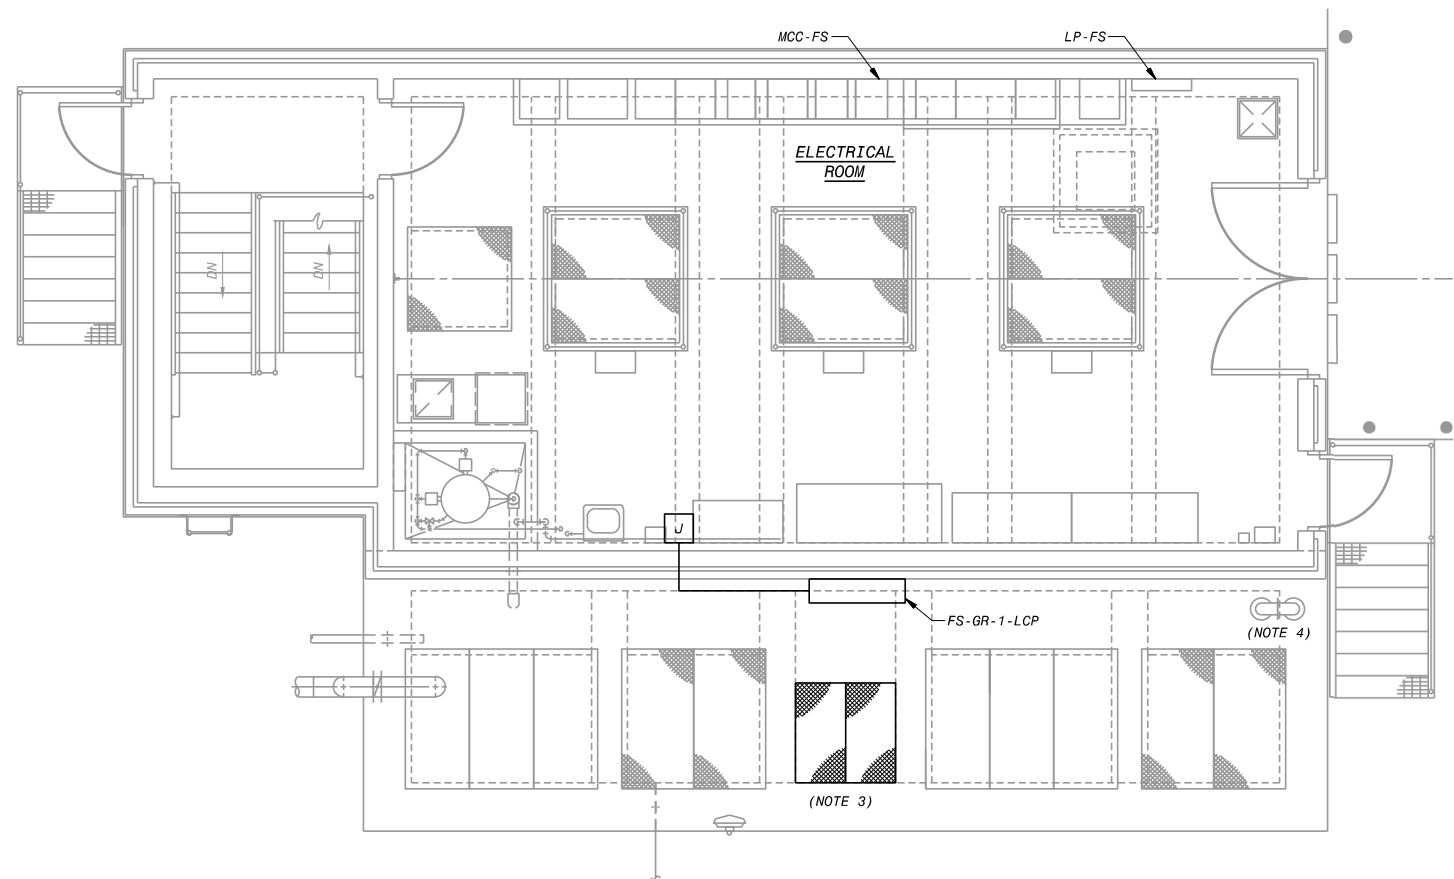 MCC-FS
LP-FS
ELECTRICAL
ROOM
DN
DN
J
FS-GR-1-LCP
(NOTE 4)
(NOTE 3)